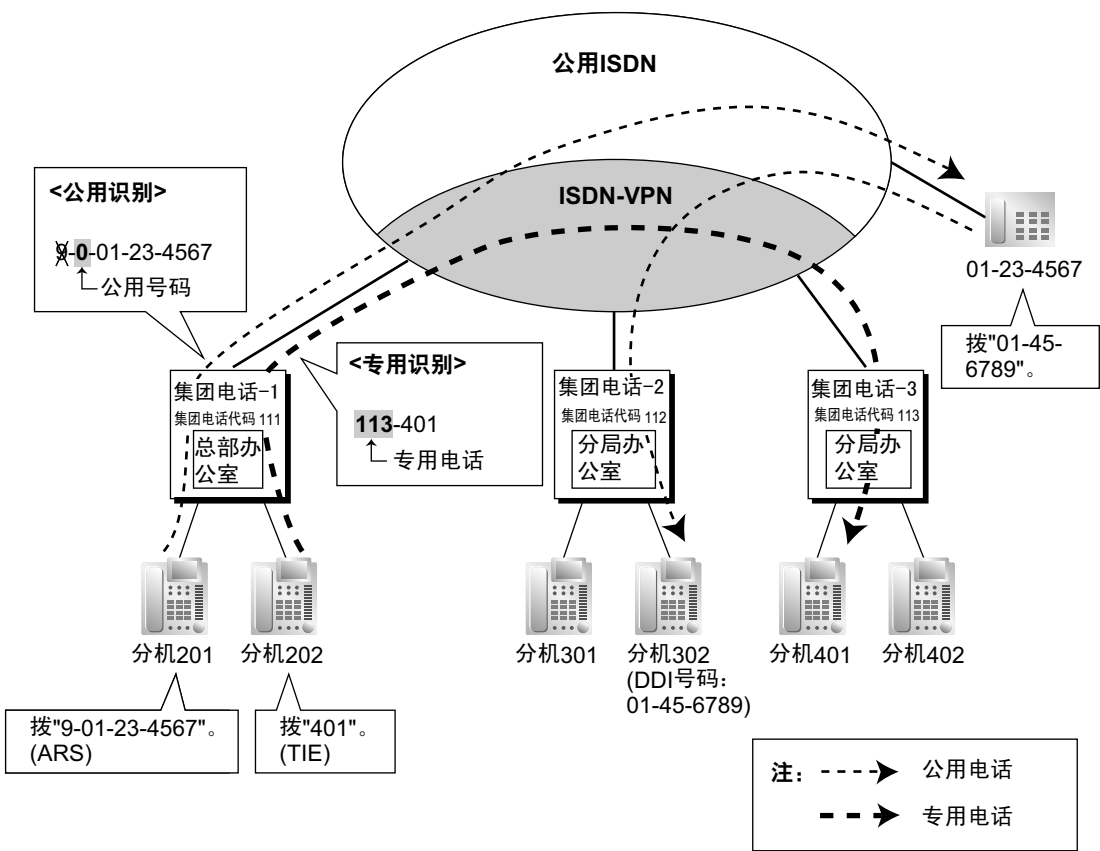 公用ISDN
<公用识别>
9-0-01-23-4567
公用号码
ISDN-VPN
01-23-4567
拨"01-45-
6789"。
<专用识别>
113-401
专用电话
集团电话-1
集团电话代码 111
总部办
公室
集团电话-2
集团电话代码 112
分局办
公室
集团电话-3
集团电话代码 113
分局办
公室
分机201
分机202
分机301
分机302
(DDI号码：
01-45-6789)
分机401
分机402
拨"9-01-23-4567"。
(ARS)
拨"401"。
(TIE)
注：
公用电话
专用电话